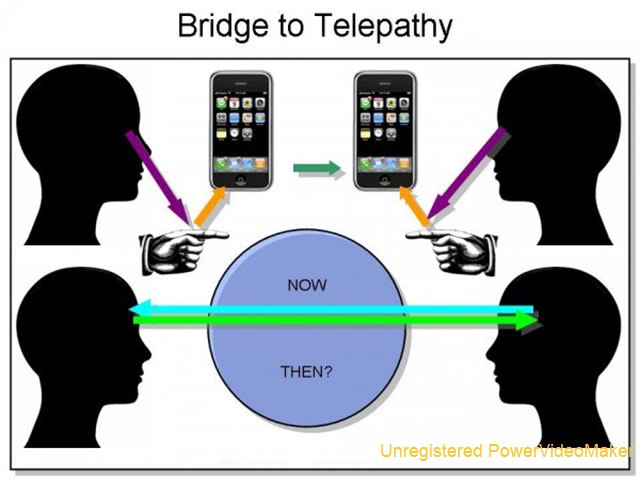 Bridge to Telepathy
NOW
THEN?
Unregistered PowerVideoMaker